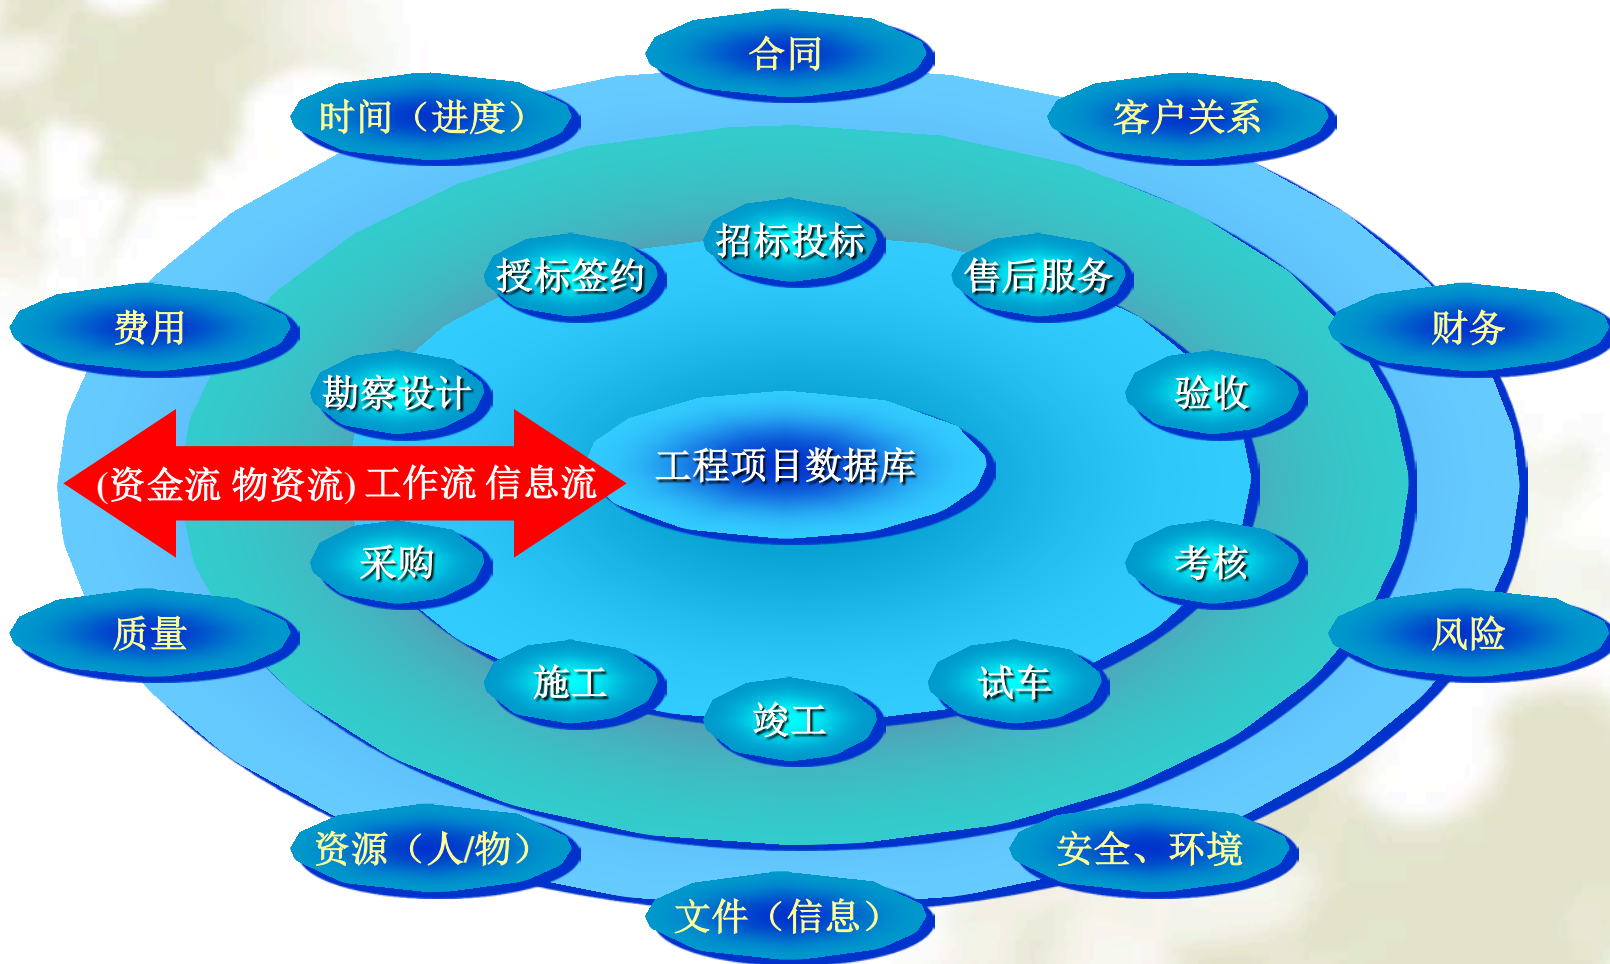 合同
时间（进度）
客户关系
招标投标
授标签约
售后服务
费用
财务
勘察设计
验收
工程项目数据库
(资金流 物资流) 工作流 信息流
采购
考核
质量
风险
施工
试车
竣工
资源（人/物）
安全、环境
文件（信息）